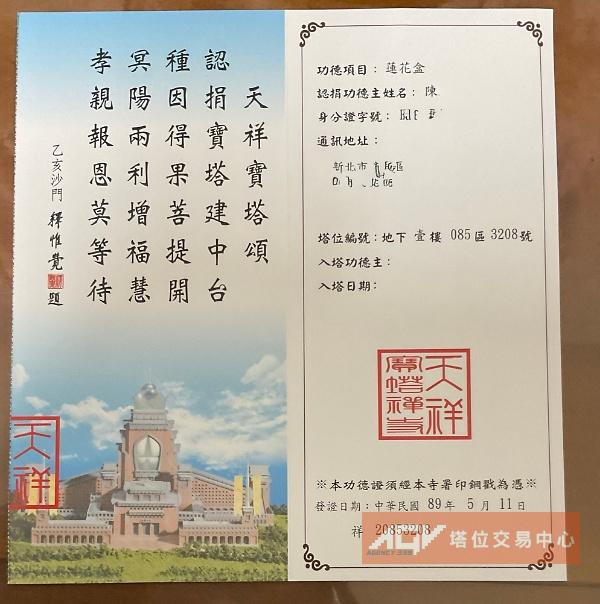 天祥寶塔頌
認捐寶塔建中台
種因得果菩提開
冥陽兩利增福慧
孝親報恩莫等待
乙亥沙門 釋惟覺 題
天祥
功德項目：蓮花盒
認捐功德主姓名：陳
身分證字號：
通訊地址：
新北市
塔位編號：地下 壹樓 085區 3208號
入塔功德主：
入塔日期：
天祥寶塔禪寺
※本功德證須經本寺署印鋼戳為憑※
發證日期：中華民國 89年 5月 11日
祥 20853208
塔位交易中心